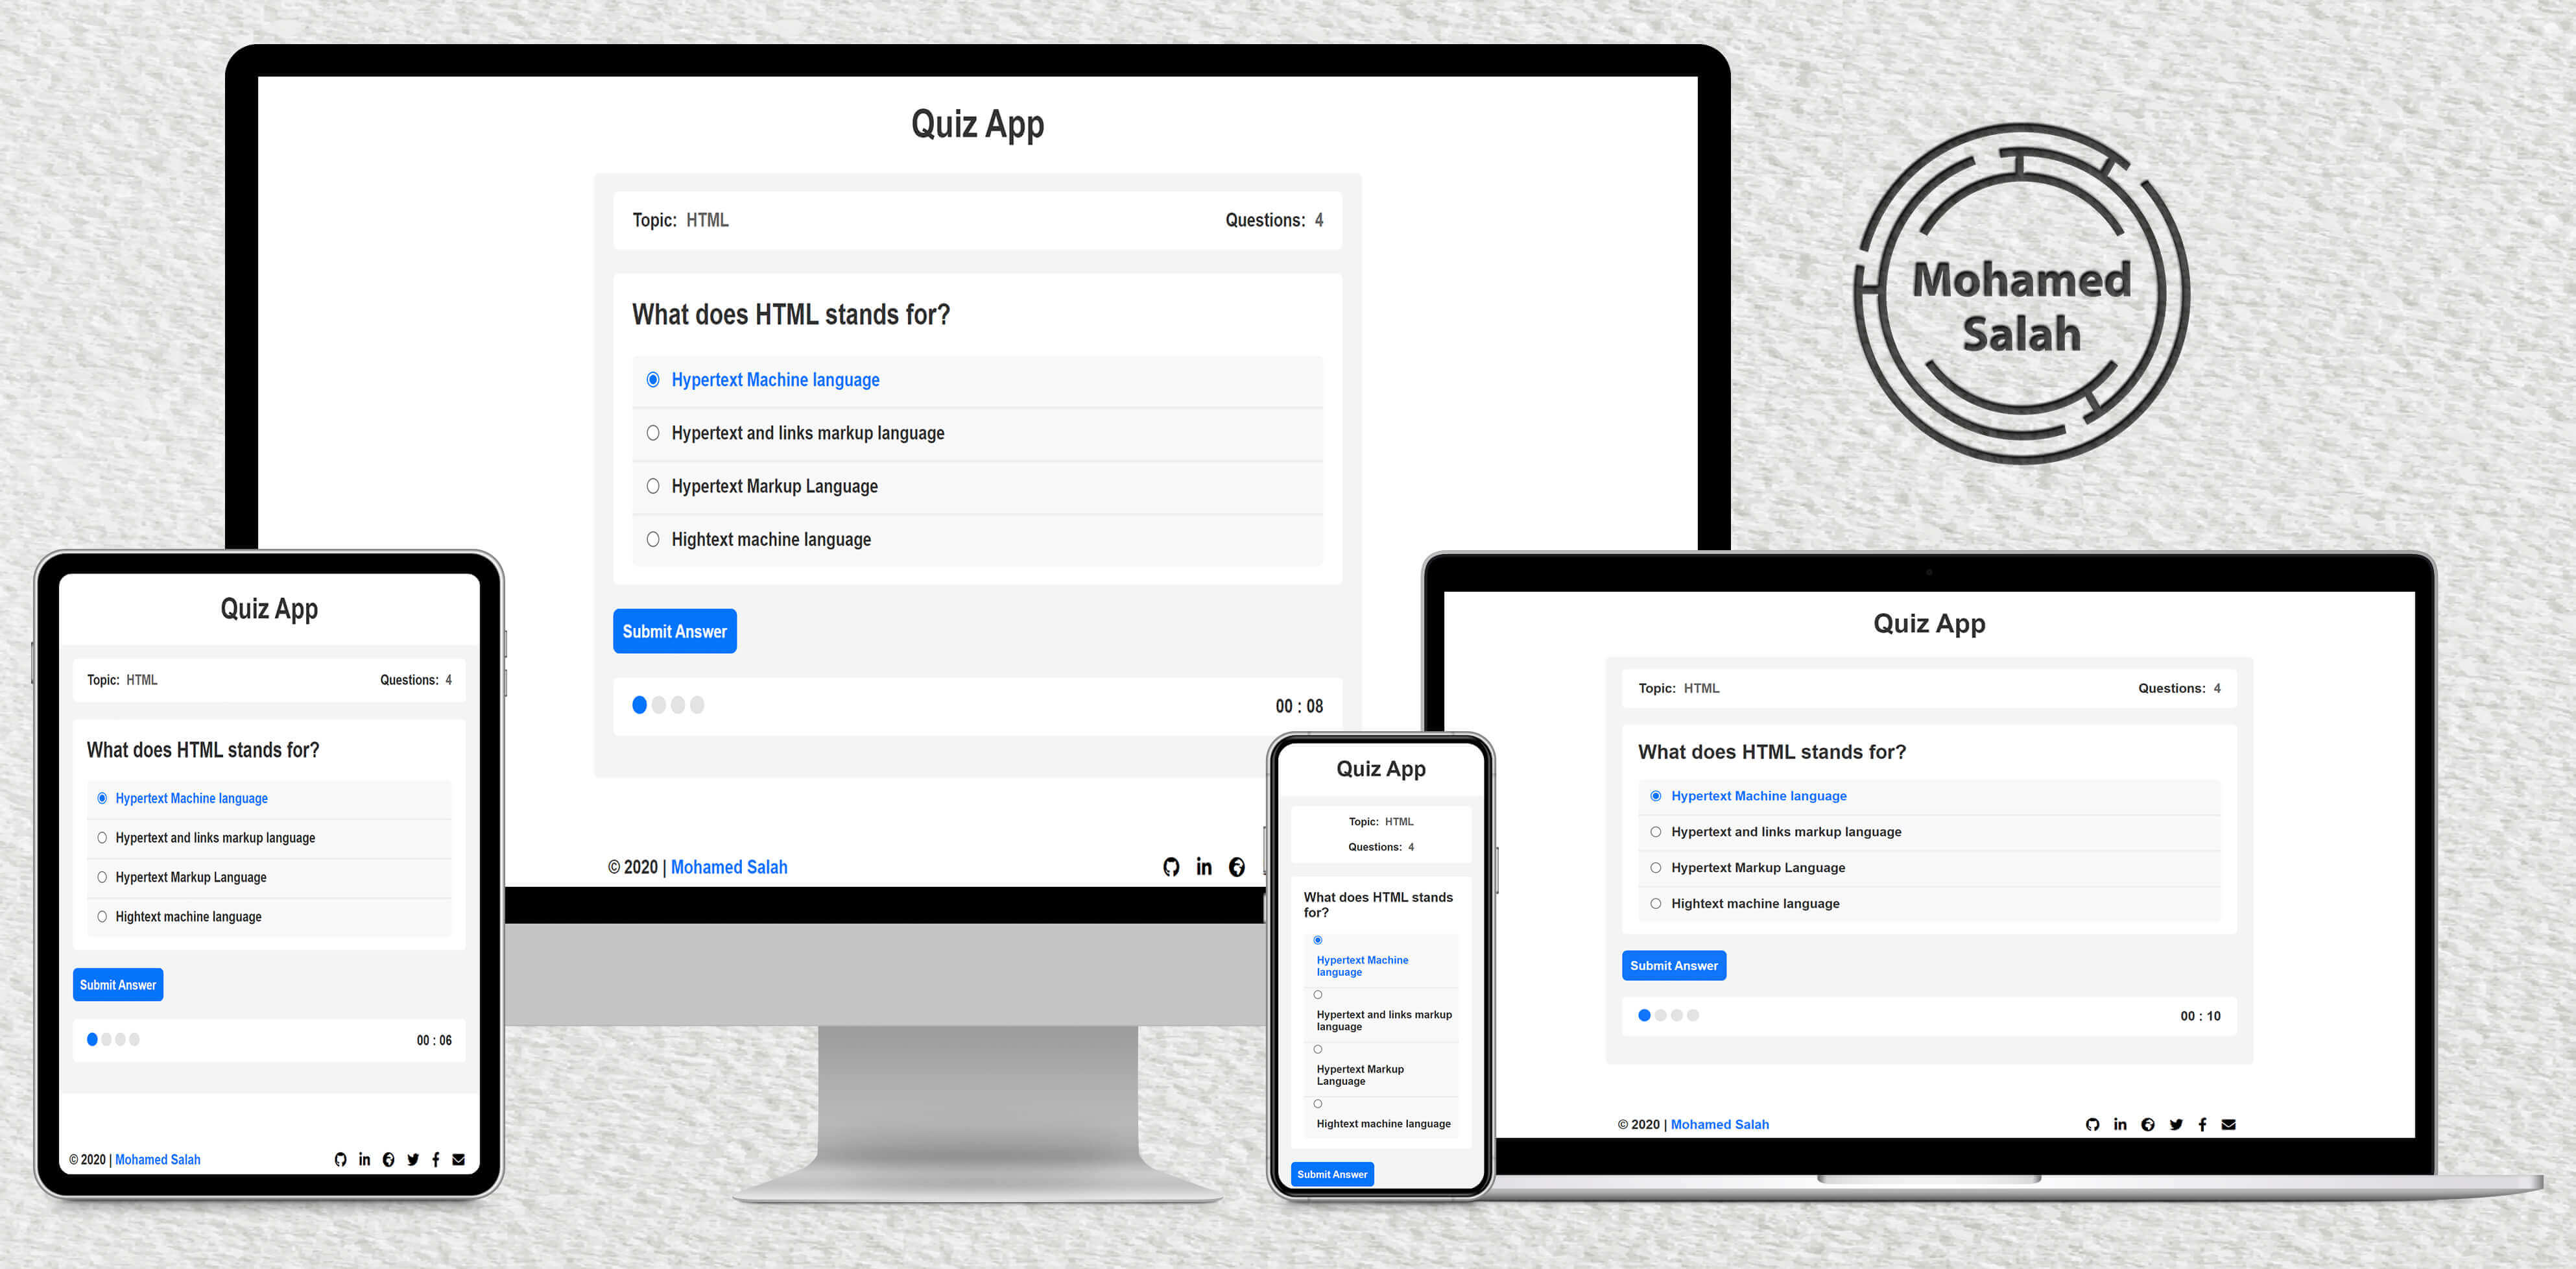 Quiz App
Topic: HTML
Questions: 4
What does HTML stands for?
Hypertext Machine language
Hypertext and links markup language
Hypertext Markup Language
Hightext machine language
Submit Answer
00 : 08
© 2020 | Mohamed Salah
in
Mohamed
Salah
Quiz App
Topic: HTML
Questions: 4
What does HTML stands for?
Hypertext Machine language
Hypertext and links markup language
Hypertext Markup Language
Hightext machine language
Submit Answer
00 : 06
© 2020 | Mohamed Salah
in
Quiz App
Topic: HTML
Questions: 4
What does HTML stands
for?
Hypertext Machine
language
Hypertext and links markup
language
Hypertext Markup
Language
Hightext machine language
Submit Answer
Quiz App
Topic: HTML
Questions: 4
What does HTML stands for?
Hypertext Machine language
Hypertext and links markup language
Hypertext Markup Language
Hightext machine language
Submit Answer
00 : 10
© 2020 | Mohamed Salah
in